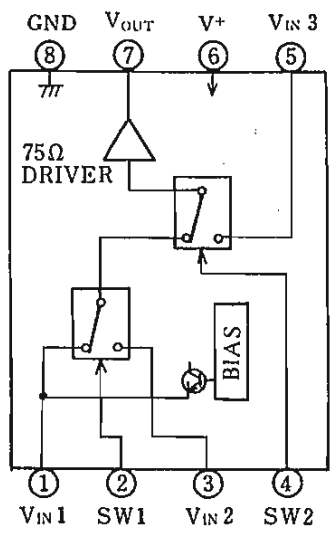 GND VOUT V+ VIN 3
8 7 6 5
75Ω
DRIVER
BIAS
1 2 3 4
VIN 1 SW1 VIN 2 SW2